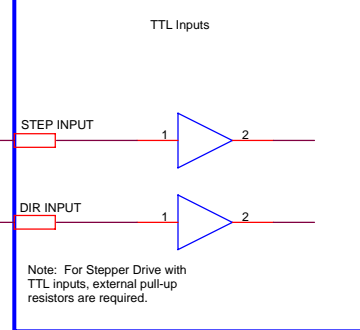 TTL Inputs
STEP INPUT
1
2
DIR INPUT
1
2
Note: For Stepper Drive with
TTL inputs, external pull-up
resistors are required.